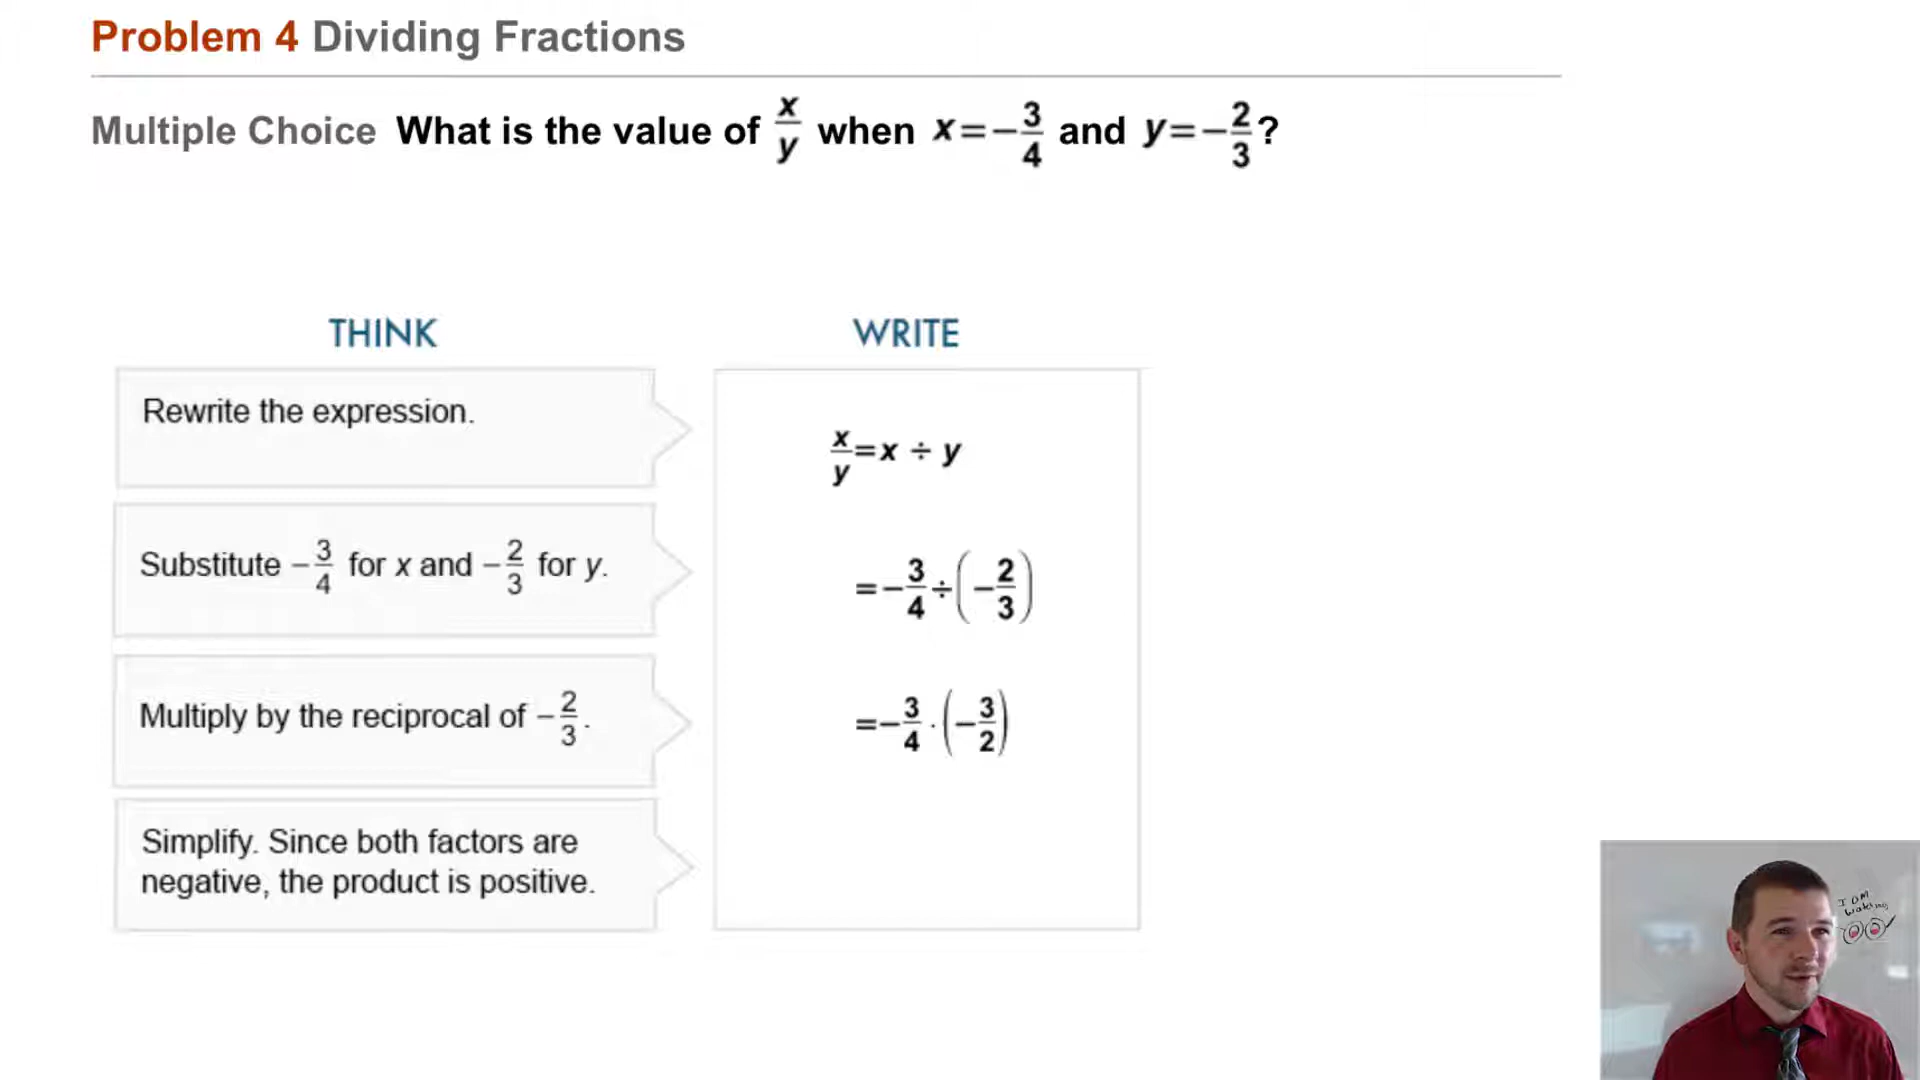 Problem 4 Dividing Fractions
Multiple Choice What is the value of x/y when x=-3/4 and y=-2/3?
THINK
WRITE
Rewrite the expression.
x/y=x ÷ y
Substitute -3/4 for x and -2/3 for y.
=-3/4÷(-2/3)
Multiply by the reciprocal of -2/3.
=-3/4·(-3/2)
Simplify. Since both factors are
negative, the product is positive.
I am